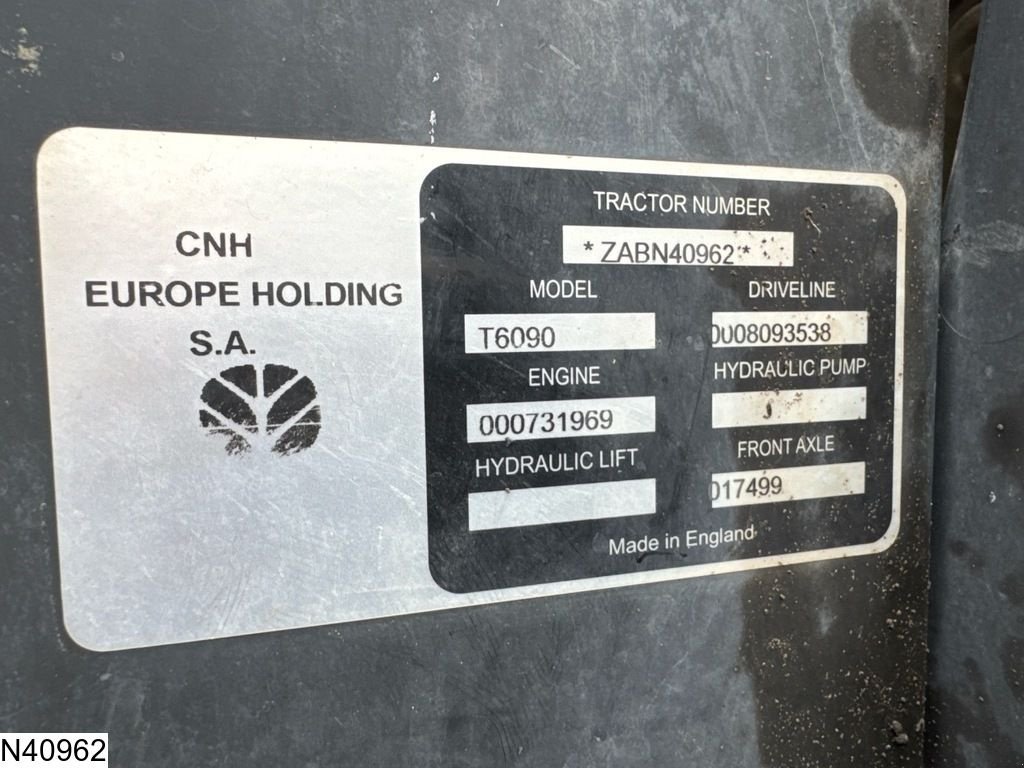 CNH
EUROPE HOLDING
S.A.
TRACTOR NUMBER
*ZABN40962*
MODEL
T6090
DRIVELINE
0008093538
ENGINE
000731969
HYDRAULIC PUMP
HYDRAULIC LIFT
FRONT AXLE
017499
Made in England
N40962